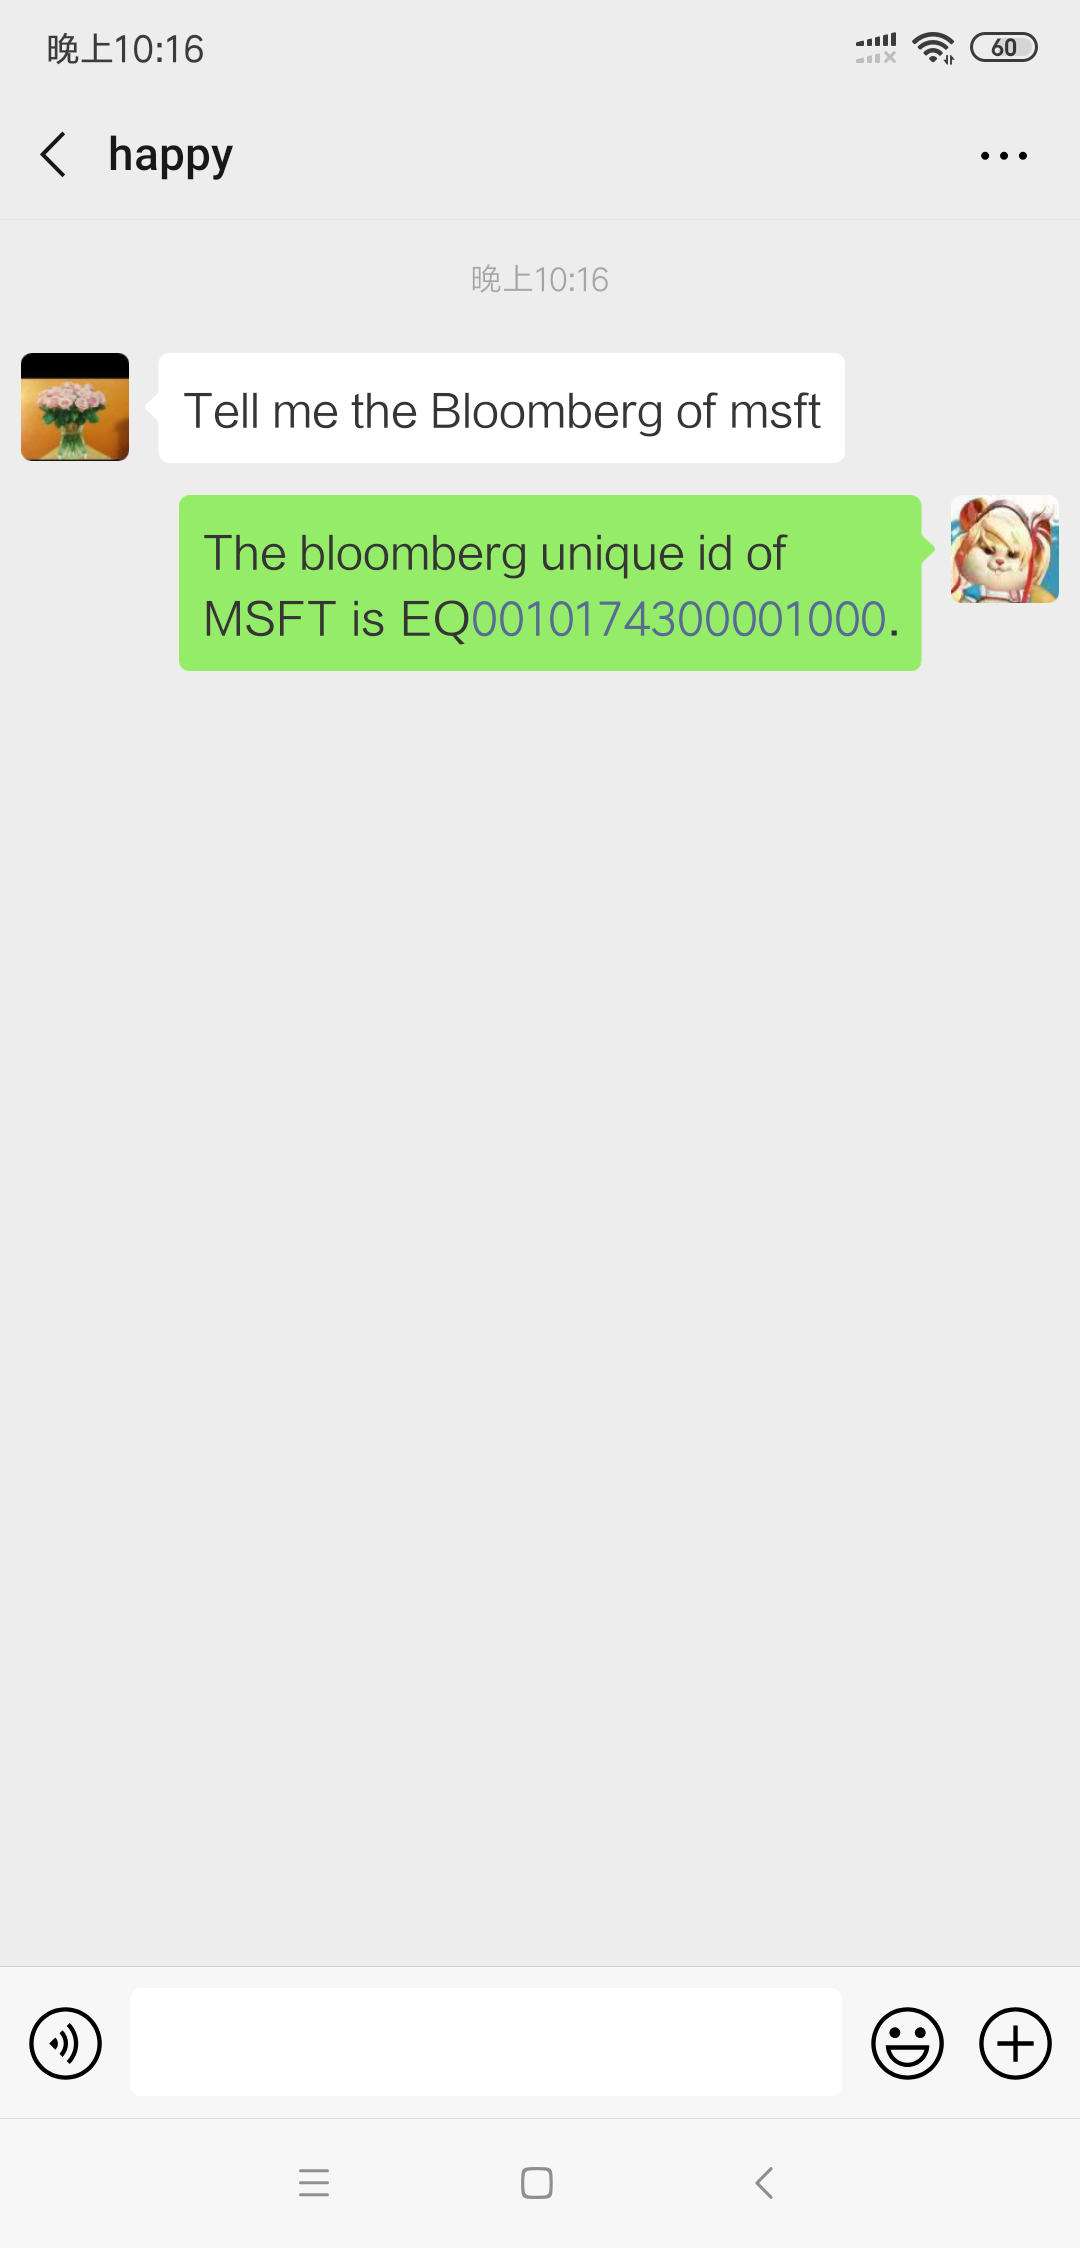 晚上10:16
60
happy
晚上10:16
Tell me the Bloomberg of msft
The bloomberg unique id of
MSFT is EQ0010174300001000.